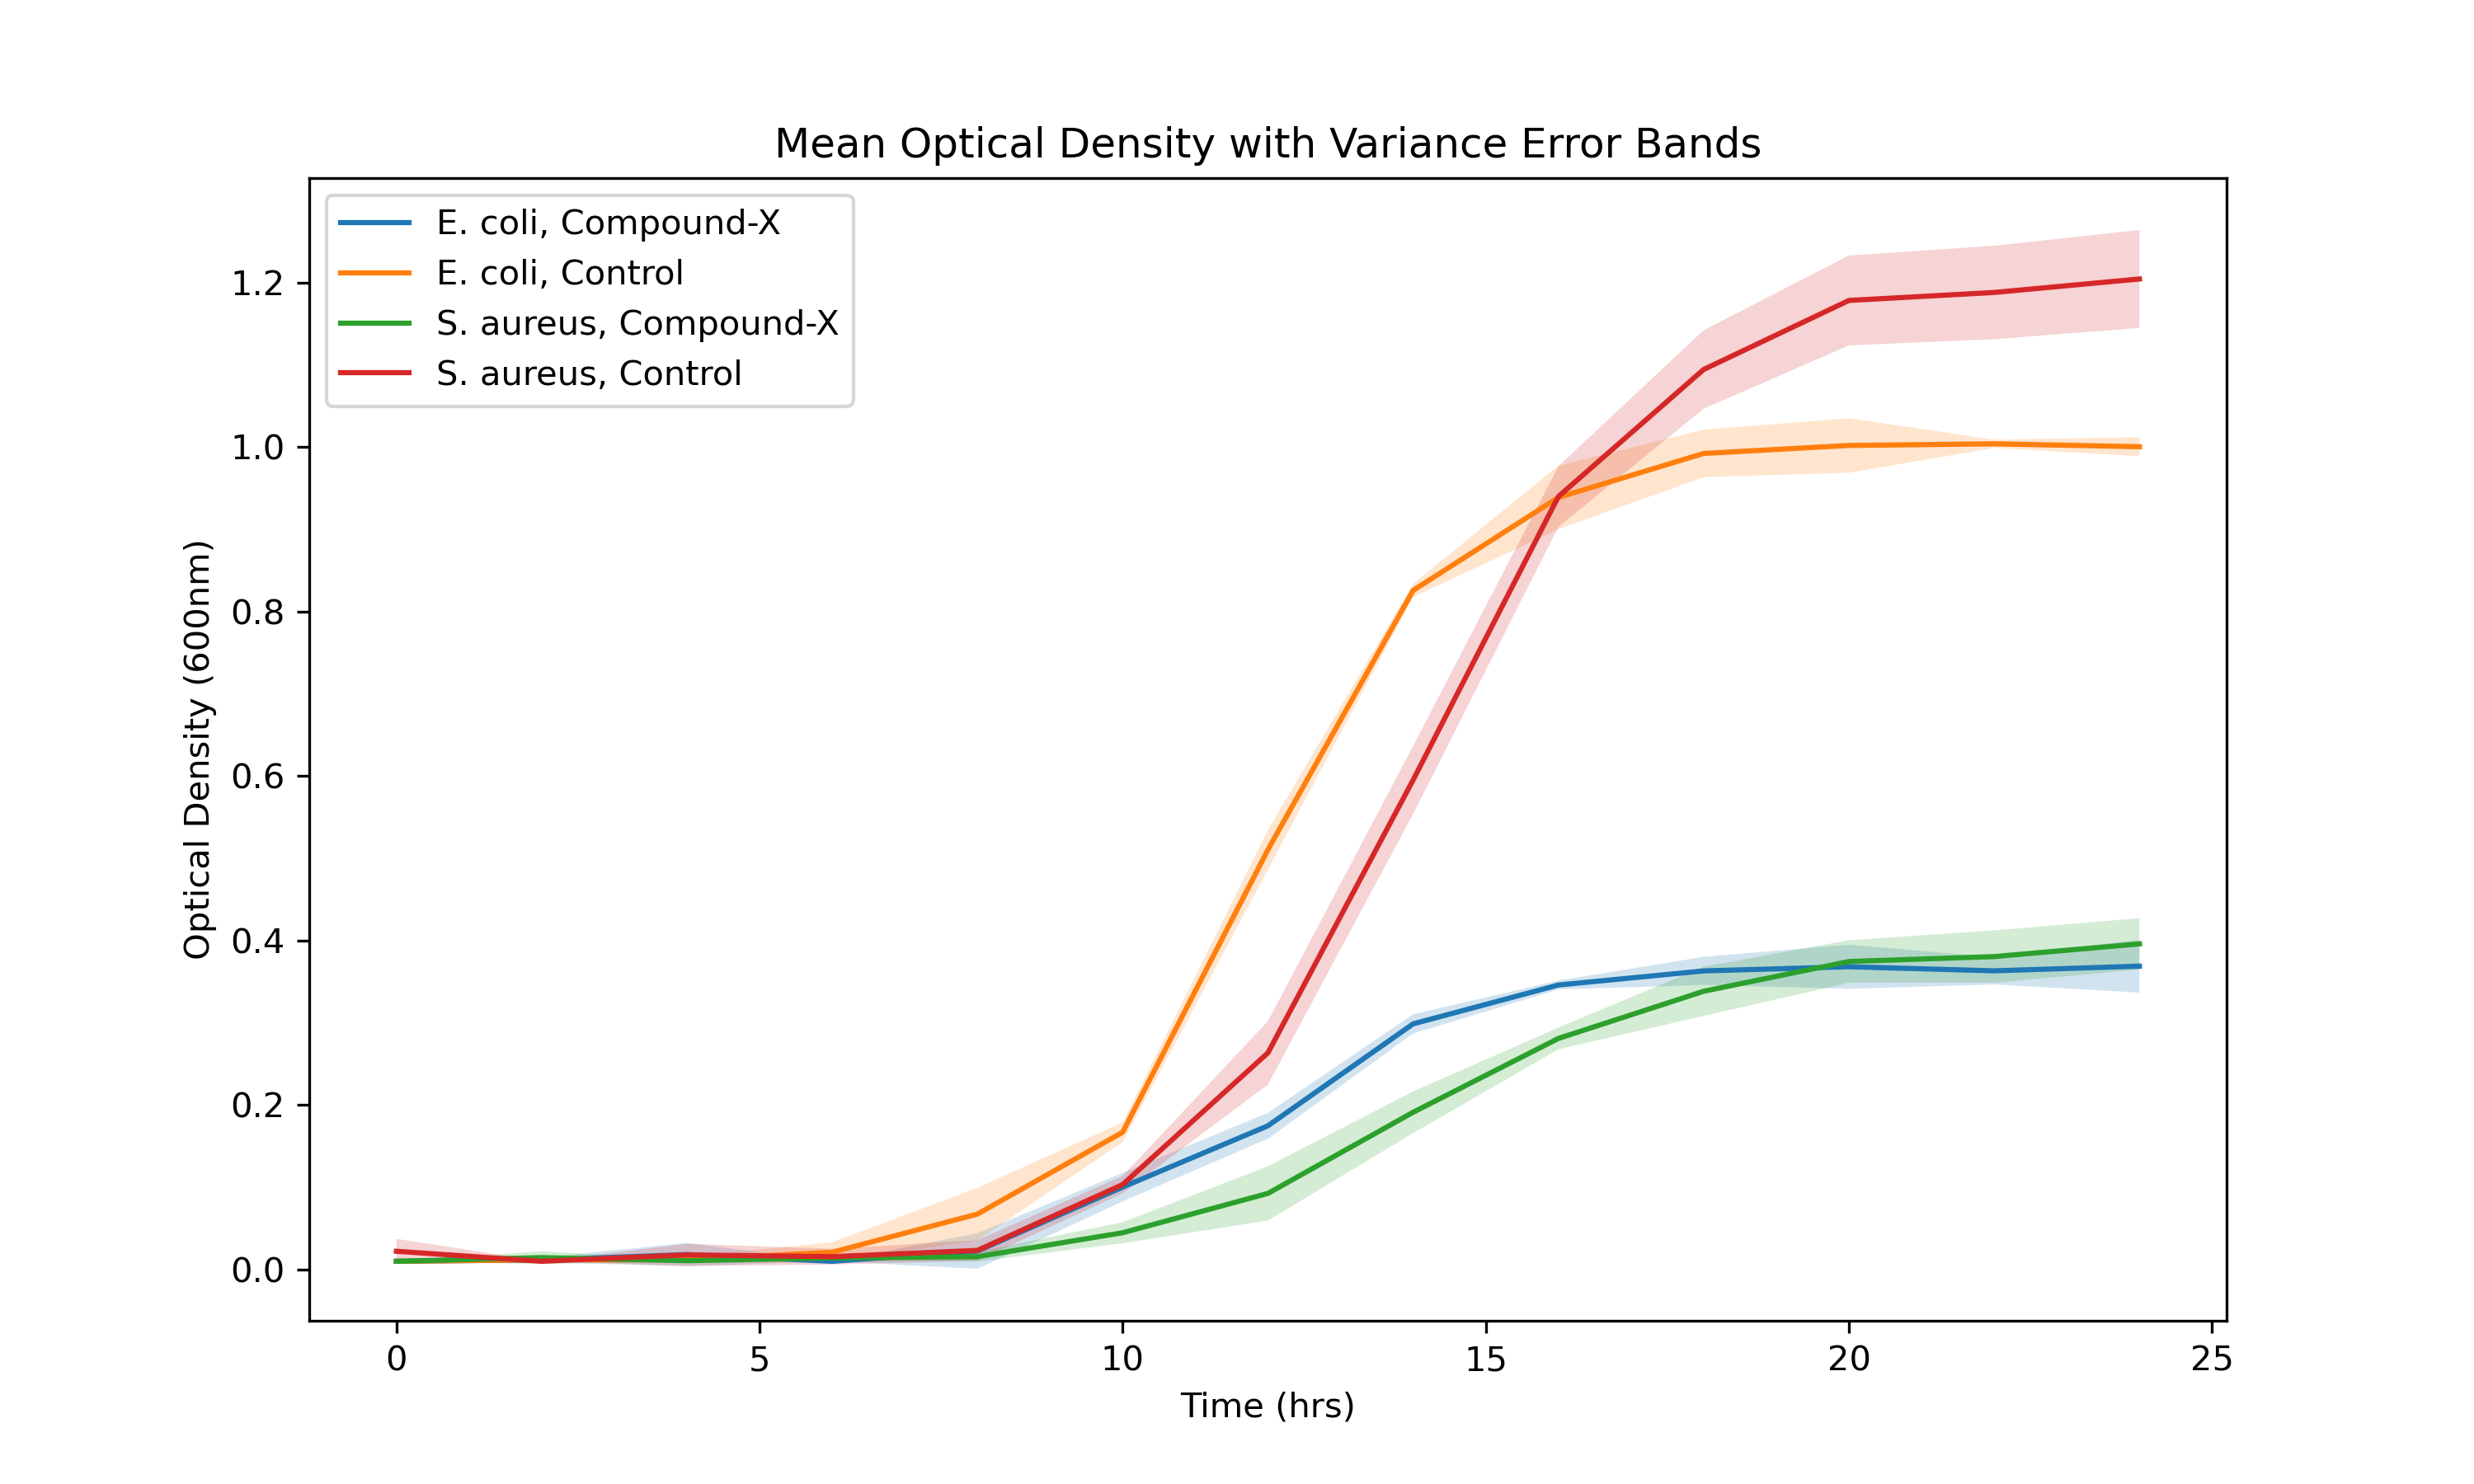 Mean Optical Density with Variance Error Bands
E. coli, Compound-X
E. coli, Control
S. aureus, Compound-X
S. aureus, Control
Optical Density (600nm)
1.2
1.0
0.8
0.6
0.4
0.2
0.0
0 5 10 15 20 25
Time (hrs)